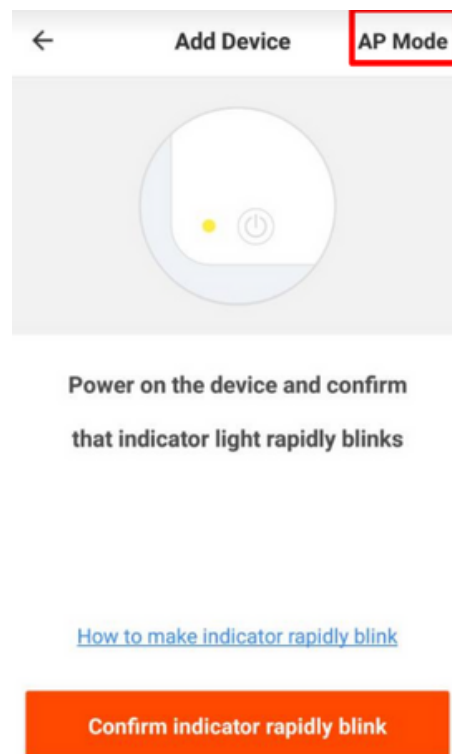 Add Device AP Mode
Power on the device and confirm
that indicator light rapidly blinks
How to make indicator rapidly blink
Confirm indicator rapidly blink